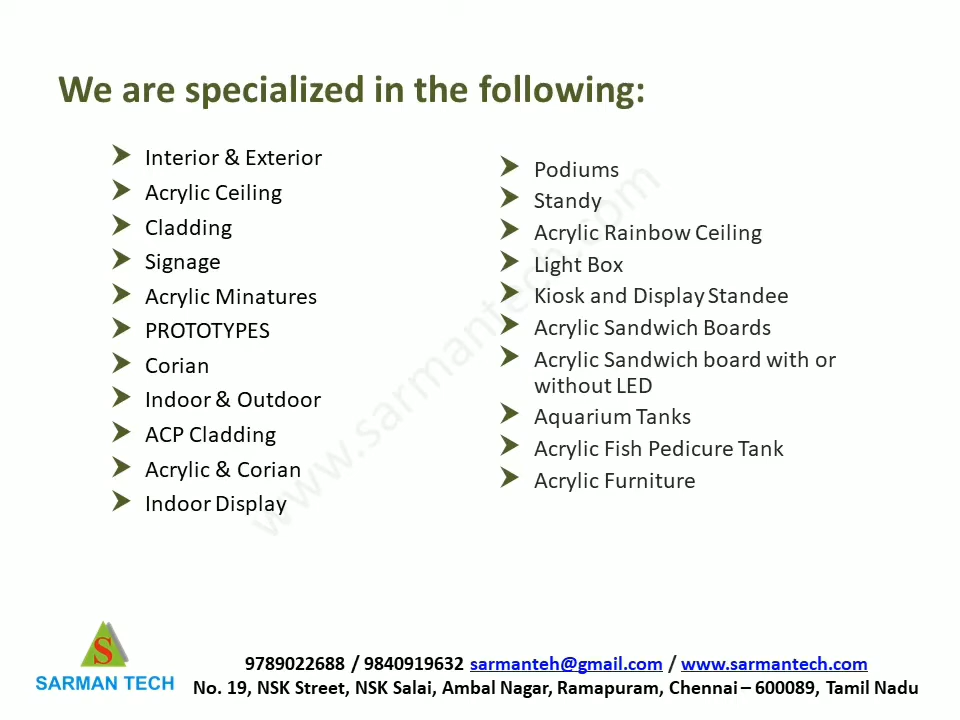 We are specialized in the following:
Interior & Exterior
Acrylic Ceiling
Cladding
Signage
Acrylic Minatures
PROTOTYPES
Corian
Indoor & Outdoor
ACP Cladding
Acrylic & Corian
Indoor Display
Podiums
Standy
Acrylic Rainbow Ceiling
Light Box
Kiosk and Display Standee
Acrylic Sandwich Boards
Acrylic Sandwich board with or
without LED
Aquarium Tanks
Acrylic Fish Pedicure Tank
Acrylic Furniture
www.sarmantech.com
S
SARMAN TECH
9789022688 / 9840919632 sarmanteh@gmail.com / www.sarmantech.com
No. 19, NSK Street, NSK Salai, Ambal Nagar, Ramapuram, Chennai – 600089, Tamil Nadu